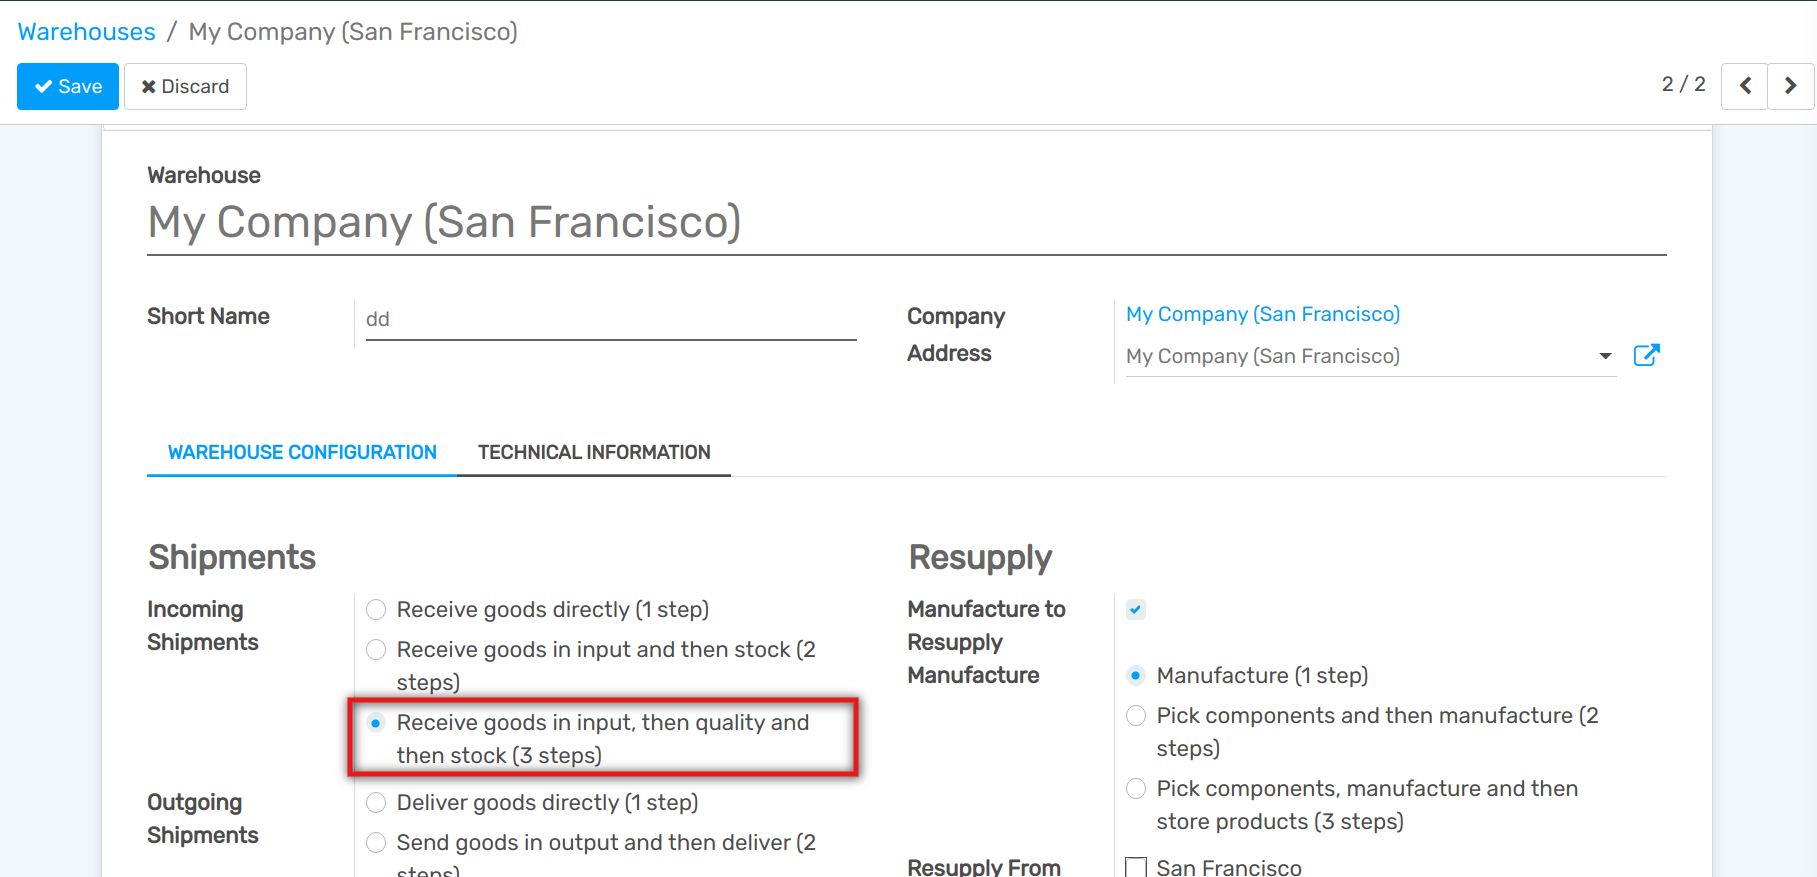 Warehouses / My Company (San Francisco)
Save Discard 2 / 2
Warehouse
My Company (San Francisco)
Short Name dd
Company My Company (San Francisco)
Address My Company (San Francisco)
WAREHOUSE CONFIGURATION TECHNICAL INFORMATION
Shipments
Incoming
Shipments
Receive goods directly (1 step)
Receive goods in input and then stock (2
steps)
Receive goods in input, then quality and
then stock (3 steps)
Outgoing
Shipments
Deliver goods directly (1 step)
Send goods in output and then deliver (2
steps)
Resupply
Manufacture to
Resupply
Manufacture
Manufacture (1 step)
Pick components and then manufacture (2
steps)
Pick components, manufacture and then
store products (3 steps)
Resupply From San Francisco